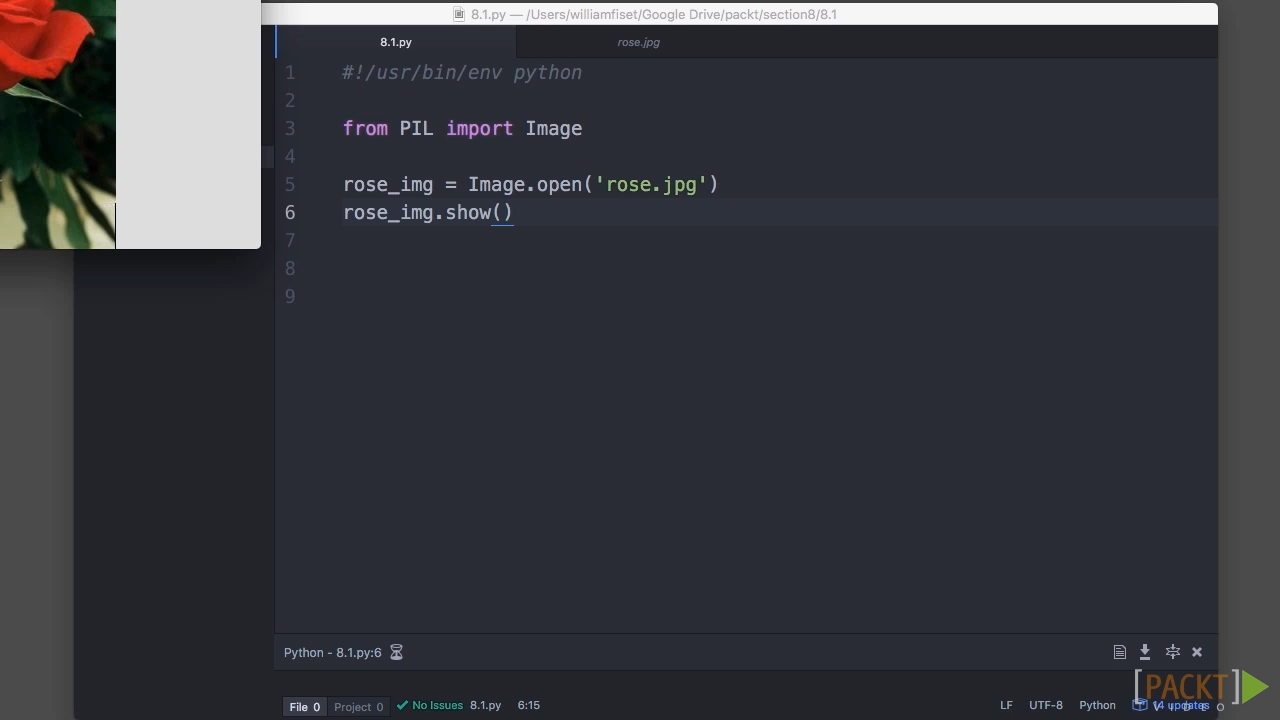 8.1.py — /Users/williamfiset/Google Drive/packt/section8/8.1
8.1.py
rose.jpg
1 #!/usr/bin/env python
2
3 from PIL import Image
4
5 rose_img = Image.open('rose.jpg')
6 rose_img.show()
7
8
9
Python - 8.1.py:6
File 0 Project 0 No Issues 8.1.py 6:15 LF UTF-8 Python 14 updates
[PACKT]